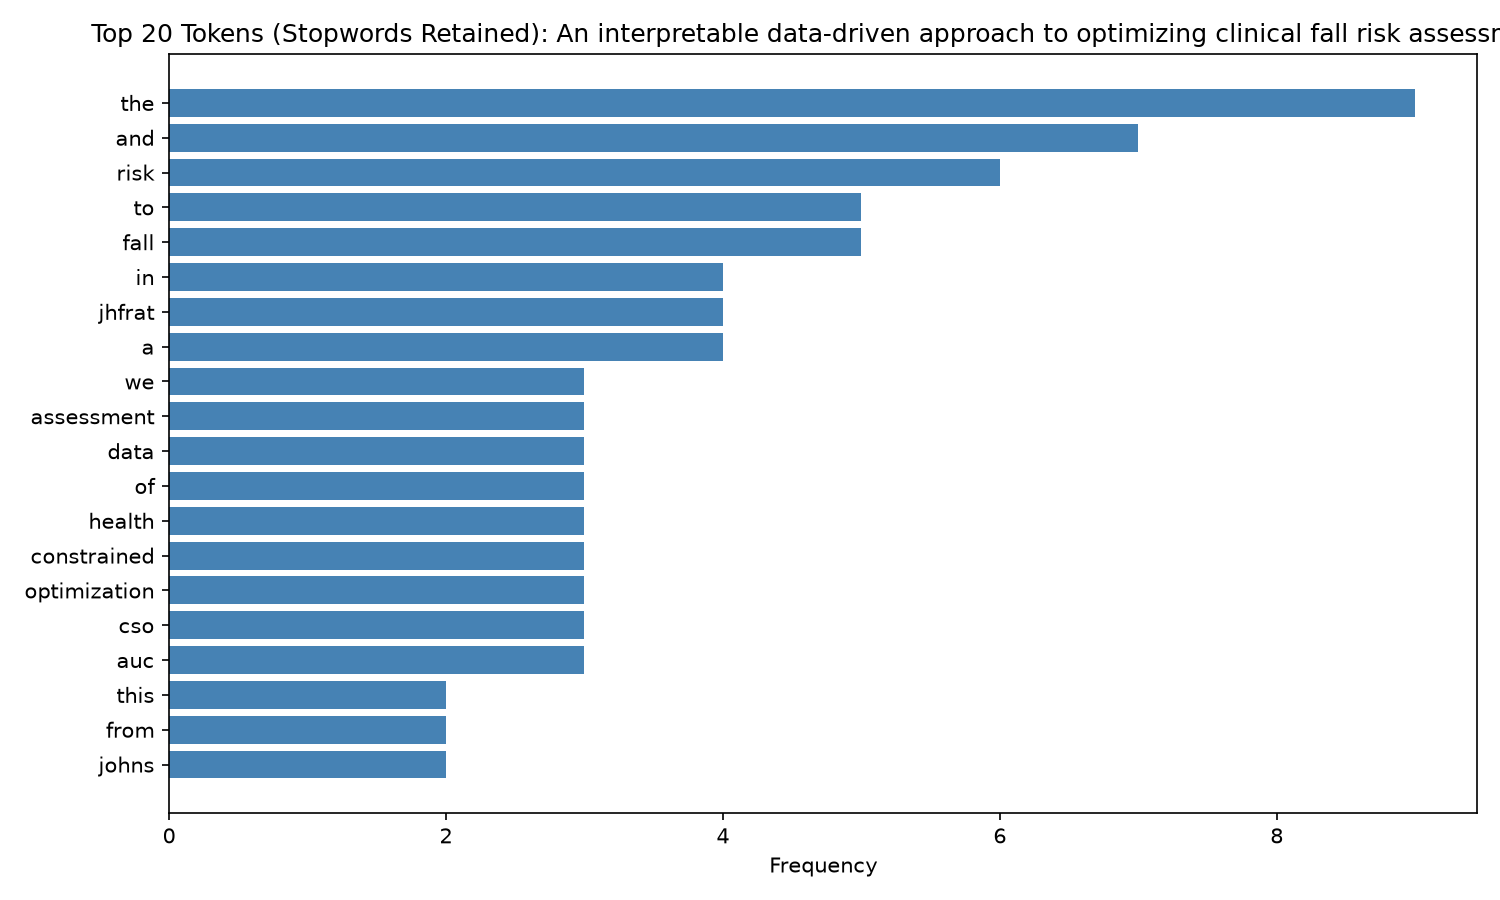 Top 20 Tokens (Stopwords Retained): An interpretable data-driven approach to optimizing clinical fall risk
the
and
risk
to
fall
in
jhfrat
a
we
assessment
data
of
health
constrained
optimization
cso
auc
this
from
johns
0 2 4 6 8
Frequency